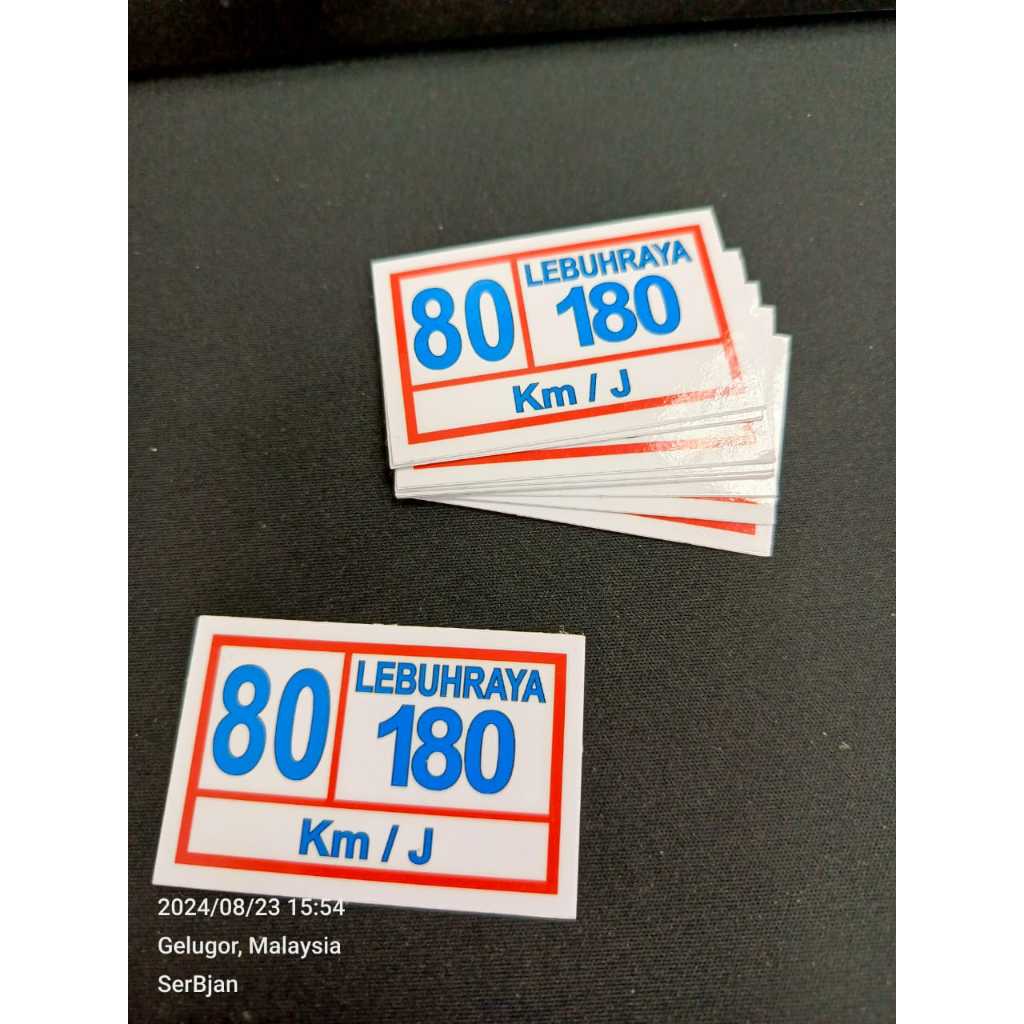 80
LEBUHRAYA
180
Km / J
80
LEBUHRAYA
180
Km / J
2024/08/23 15:54
Gelugor, Malaysia
SerBjan